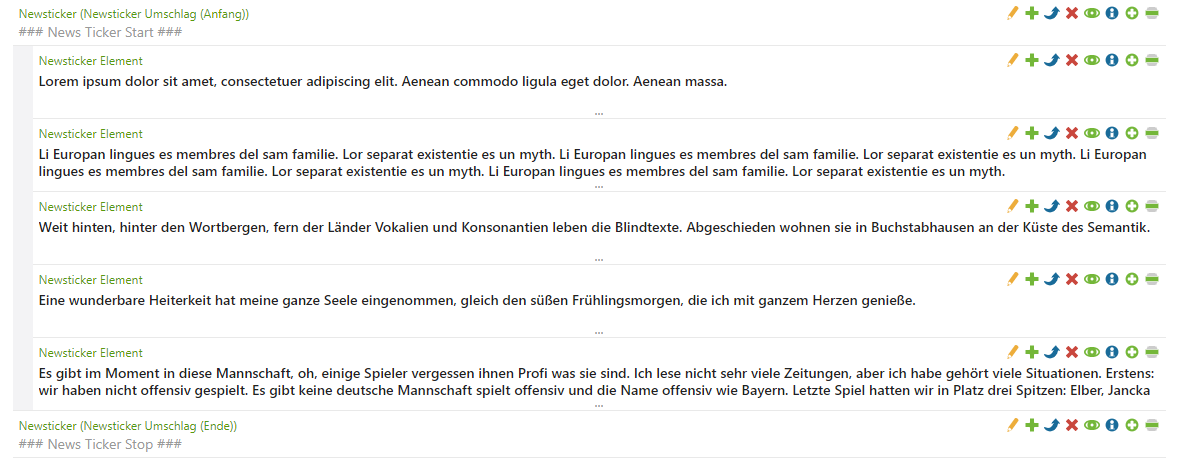 Newsticker (Newsticker Umschlag (Anfang))
### News Ticker Start ###
Newsticker Element
Lorem ipsum dolor sit amet, consectetuer adipiscing elit. Aenean commodo ligula eget dolor. Aenean massa.
...
Newsticker Element
Li Europan lingues es membres del sam familie. Lor separat existentie es un myth. Li Europan lingues es membres del sam familie. Lor separat existentie es un myth. Li Europan
lingues es membres del sam familie. Lor separat existentie es un myth. Li Europan lingues es membres del sam familie. Lor separat existentie es un myth.
...
Newsticker Element
Weit hinten, hinter den Wortbergen, fern der Länder Vokalien und Konsonantien leben die Blindtexte. Abgeschieden wohnen sie in Buchstabhausen an der Küste des Semantik.
...
Newsticker Element
Eine wunderbare Heiterkeit hat meine ganze Seele eingenommen, gleich den süßen Frühlingsmorgen, die ich mit ganzem Herzen genieße.
...
Newsticker Element
Es gibt im Moment in diese Mannschaft, oh, einige Spieler vergessen ihnen Profi was sie sind. Ich lese nicht sehr viele Zeitungen, aber ich habe gehört viele Situationen. Erstens:
wir haben nicht offensiv gespielt. Es gibt keine deutsche Mannschaft spielt offensiv und die Name offensiv wie Bayern. Letzte Spiel hatten wir in Platz drei Spitzen: Elber, Jancka
...
Newsticker (Newsticker Umschlag (Ende))
### News Ticker Stop ###